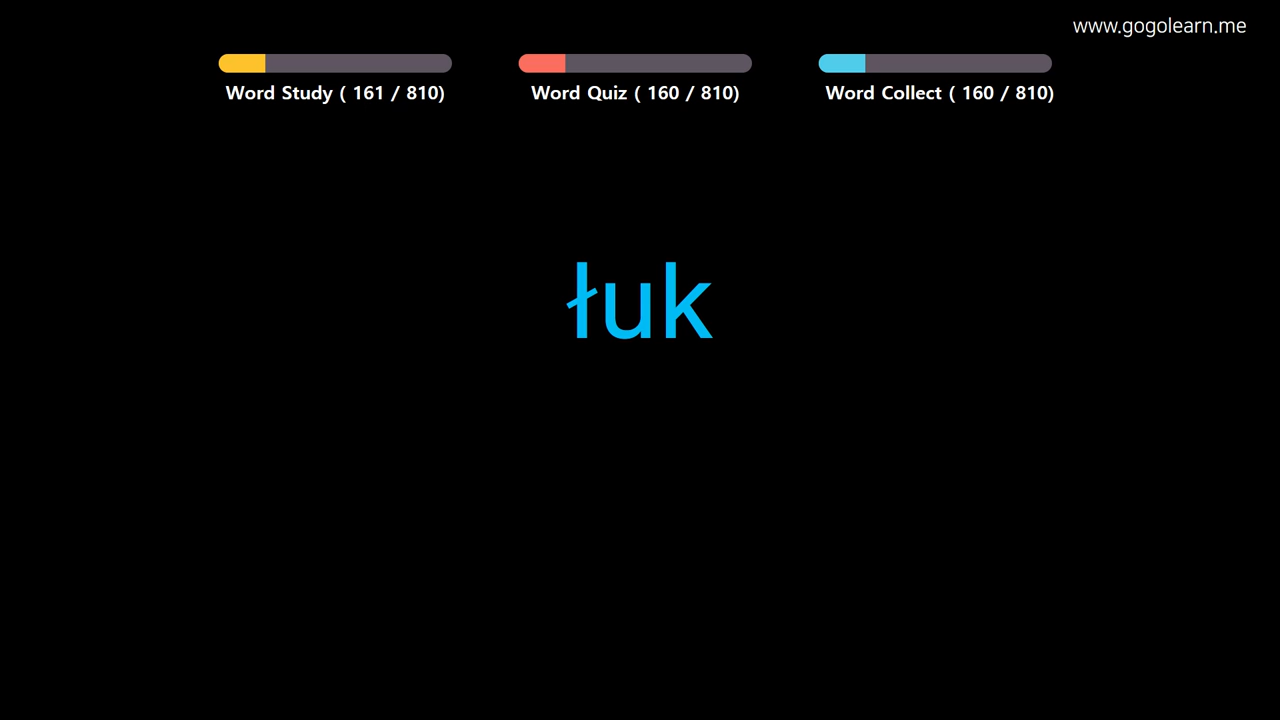 www.gogolearn.me
Word Study ( 161 / 810)
Word Quiz ( 160 / 810)
Word Collect ( 160 / 810)
łuk